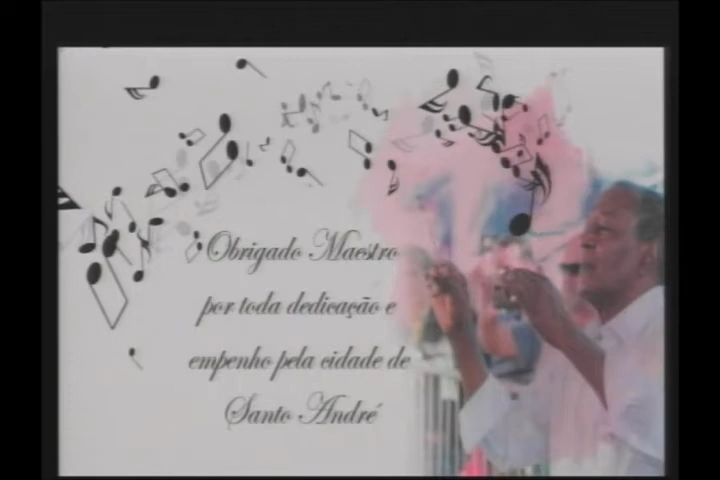 Obrigado Maestro
por toda dedicação e
empenho pela cidade de
Santo André